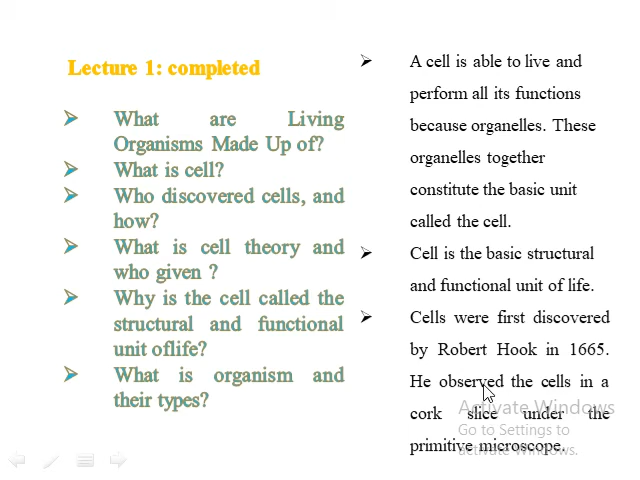 Lecture 1: completed
What are Living
Organisms Made Up of?
What is cell?
Who discovered cells, and
how?
What is cell theory and
who given ?
Why is the cell called the
structural and functional
unit oflife?
What is organism and
their types?
A cell is able to live and
perform all its functions
because organelles. These
organelles together
constitute the basic unit
called the cell.
Cell is the basic structural
and functional unit of life.
Cells were first discovered
by Robert Hook in 1665.
He observed the cells in a
cork slice under the
primitive microscope.
Activate Windows
Go to Settings to
activate Windows.